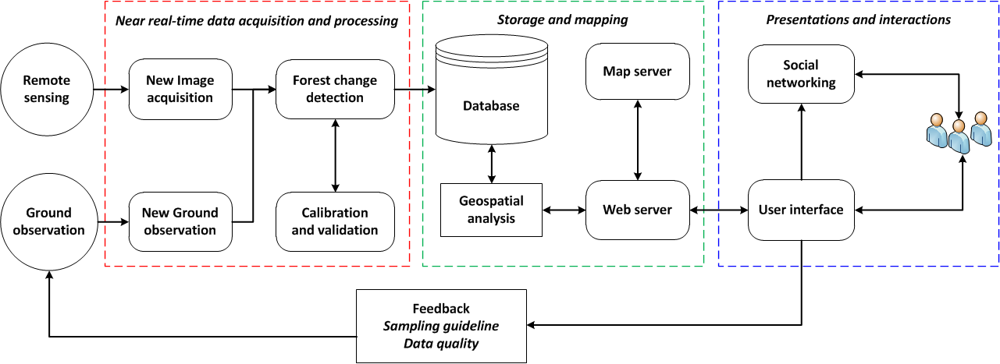 Near real-time data acquisition and processing
Storage and mapping
Presentations and interactions
Remote
sensing
New Image
acquisition
Forest change
detection
Database
Map server
Social
networking
Ground
observation
New Ground
observation
Calibration
and validation
Geospatial
analysis
Web server
User interface
Feedback
Sampling guideline
Data quality